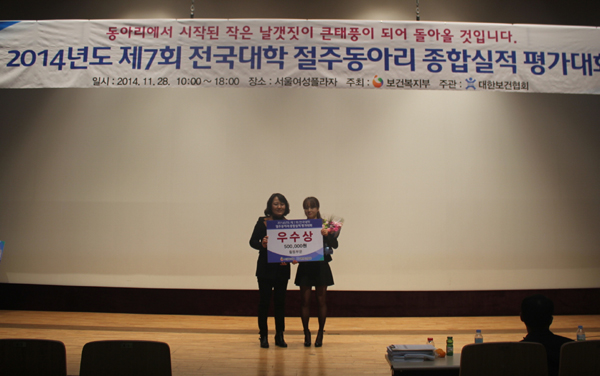 동아리에서 시작된 작은 날갯짓이 큰태풍이 되어 돌아올 것입니다.
2014년도 제7회 전국대학 절주동아리 종합실적 평가대회
일시 : 2014. 11. 28. 10:00~18:00 장소 : 서울여성플라자 주최 : 보건복지부 주관 : 대한보건협회
우수상
500,000원